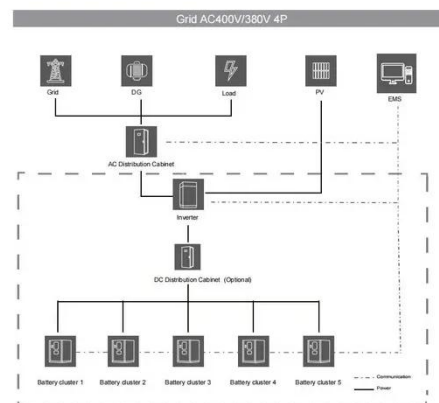 Grid AC400V/380V 4P
Grid
DG
Load
PV
EMS
AC Distribution Cabinet
Inverter
DC Distribution Cabinet (Optional)
Battery cluster 1
Battery cluster 2
Battery cluster 3
Battery cluster 4
Battery cluster 5
Communication
Power